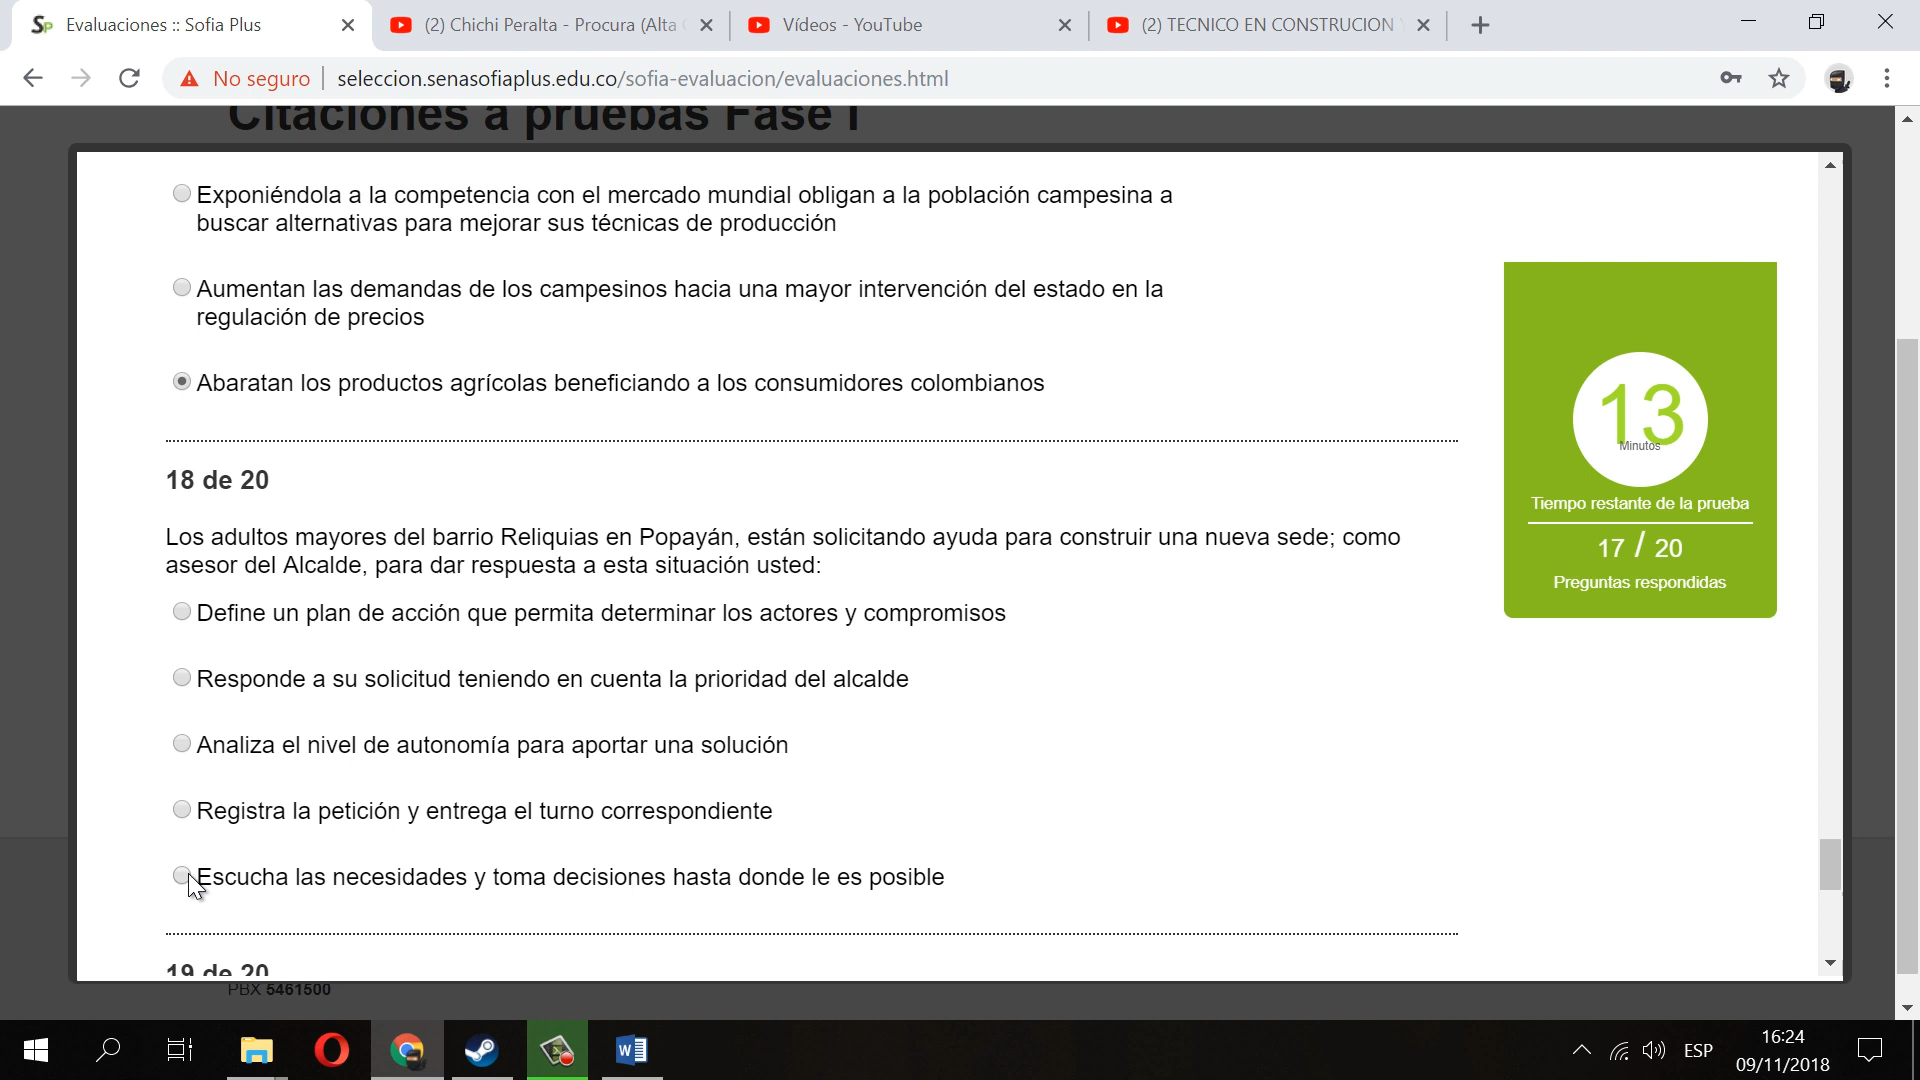 Evaluaciones :: Sofia Plus
(2) Chichi Peralta - Procura (Alta
Vídeos - YouTube
(2) TECNICO EN CONSTRUCION
No seguro
seleccion.senasofiaplus.edu.co/sofia-evaluacion/evaluaciones.html
Citaciones a pruebas Fase I
Exponiéndola a la competencia con el mercado mundial obligan a la población campesina a
buscar alternativas para mejorar sus técnicas de producción
Aumentan las demandas de los campesinos hacia una mayor intervención del estado en la
regulación de precios
Abaratan los productos agrícolas beneficiando a los consumidores colombianos
18 de 20
Los adultos mayores del barrio Reliquias en Popayán, están solicitando ayuda para construir una nueva sede; como
asesor del Alcalde, para dar respuesta a esta situación usted:
Define un plan de acción que permita determinar los actores y compromisos
Responde a su solicitud teniendo en cuenta la prioridad del alcalde
Analiza el nivel de autonomía para aportar una solución
Registra la petición y entrega el turno correspondiente
Escucha las necesidades y toma decisiones hasta donde le es posible
19 de 20
13
Minutos
Tiempo restante de la prueba
17 / 20
Preguntas respondidas
PBX 5461500
ESP
16:24
09/11/2018